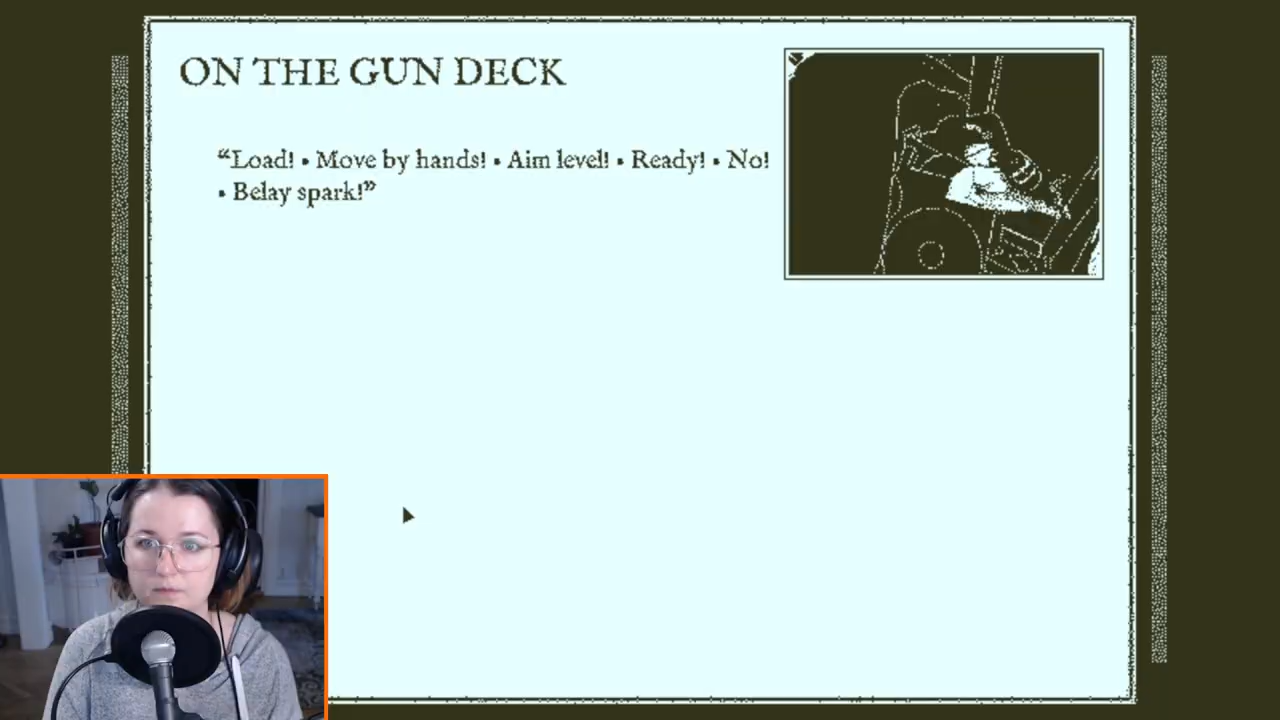 ON THE GUN DECK
“Load! • Move by hands! • Aim level! • Ready! • No!
• Belay spark!”